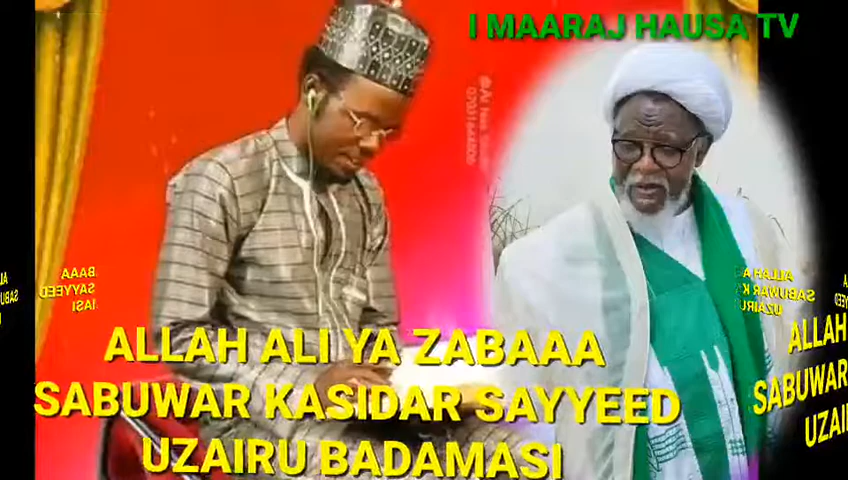 I MAARAJ HAUSA TV
ALLAH ALI YA ZABAAA
SABUWAR KASIDAR SAYYEED
UZAIRU BADAMASI